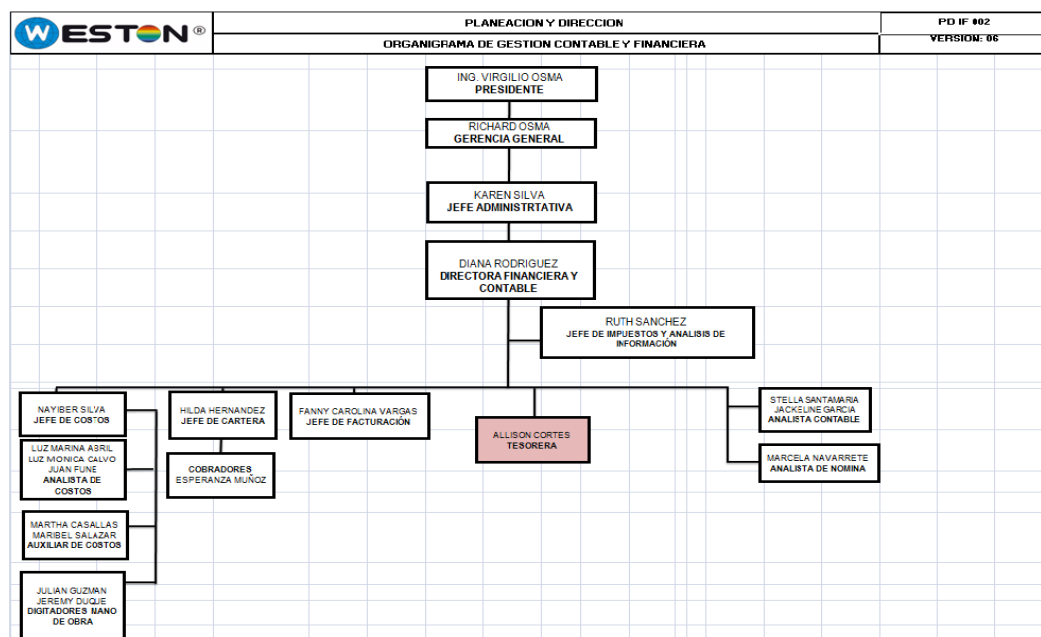 WESTON®
PLANEACION Y DIRECCION
ORGANIGRAMA DE GESTION CONTABLE Y FINANCIERA
PD IF 002
VERSION: 06
ING. VIRGILIO OSMA
PRESIDENTE
RICHARD OSMA
GERENCIA GENERAL
KAREN SILVA
JEFE ADMINISTRTATIVA
DIANA RODRIGUEZ
DIRECTORA FINANCIERA Y
CONTABLE
RUTH SANCHEZ
JEFE DE IMPUESTOS Y ANALISIS DE
INFORMACIÓN
NAYIBER SILVA
JEFE DE COSTOS
LUZ MARINA ABRIL
LUZ MONICA CALVO
JUAN FUNE
ANALISTA DE
COSTOS
MARTHA CASALLAS
MARIBEL SALAZAR
AUXILIAR DE COSTOS
JULIAN GUZMAN
JEREMY DUQUE
DIGITADORES MANO
DE OBRA
HILDA HERNANDEZ
JEFE DE CARTERA
COBRADORES
ESPERANZA MUÑOZ
FANNY CAROLINA VARGAS
JEFE DE FACTURACIÓN
ALLISON CORTES
TESORERA
STELLA SANTAMARIA
JACKELINE GARCIA
ANALISTA CONTABLE
MARCELA NAVARRETE
ANALISTA DE NOMINA